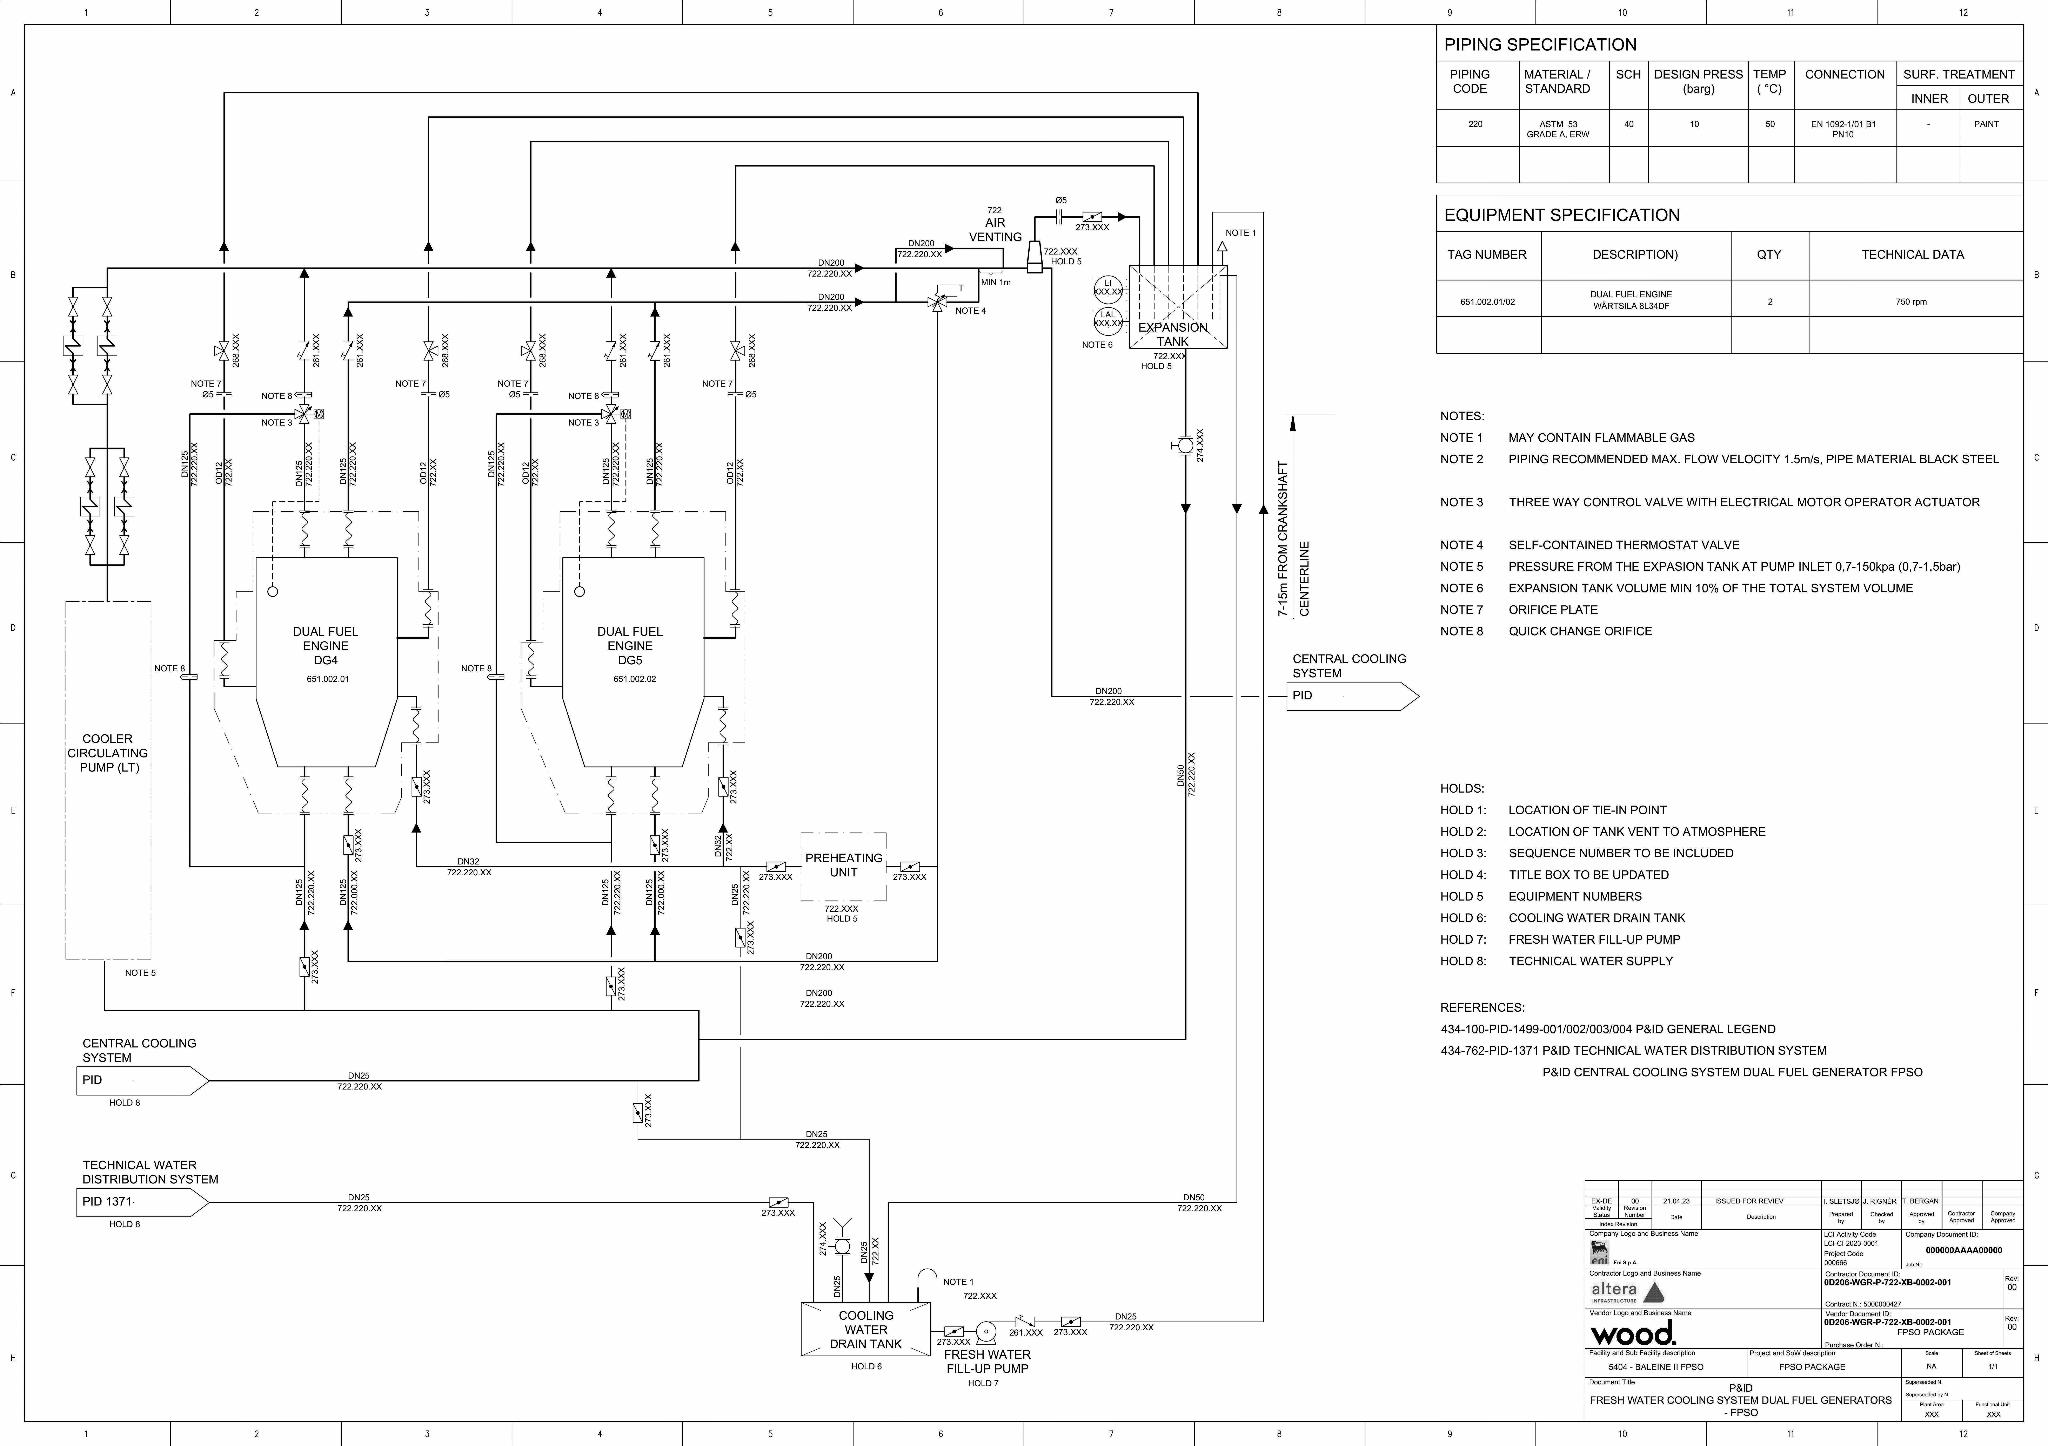 1 2 3 4 5 6 7 8 9 10 11 12
A
B
C
D
E
F
G
H
PIPING SPECIFICATION
PIPING CODE
MATERIAL / STANDARD
SCH
DESIGN PRESS (barg)
TEMP ( °C)
CONNECTION
SURF. TREATMENT
INNER
OUTER
220
ASTM 53
GRADE A, ERW
40
10
50
EN 1092-1/01 B1
PN10
-
PAINT
EQUIPMENT SPECIFICATION
TAG NUMBER
DESCRIPTION)
QTY
TECHNICAL DATA
651.002.01/02
DUAL FUEL ENGINE
WÄRTSILA 8L34DF
2
750 rpm
NOTES:
NOTE 1 MAY CONTAIN FLAMMABLE GAS
NOTE 2 PIPING RECOMMENDED MAX. FLOW VELOCITY 1.5m/s, PIPE MATERIAL BLACK STEEL
NOTE 3 THREE WAY CONTROL VALVE WITH ELECTRICAL MOTOR OPERATOR ACTUATOR
NOTE 4 SELF-CONTAINED THERMOSTAT VALVE
NOTE 5 PRESSURE FROM THE EXPASION TANK AT PUMP INLET 0,7-150kpa (0,7-1,5bar)
NOTE 6 EXPANSION TANK VOLUME MIN 10% OF THE TOTAL SYSTEM VOLUME
NOTE 7 ORIFICE PLATE
NOTE 8 QUICK CHANGE ORIFICE
HOLDS:
HOLD 1: LOCATION OF TIE-IN POINT
HOLD 2: LOCATION OF TANK VENT TO ATMOSPHERE
HOLD 3: SEQUENCE NUMBER TO BE INCLUDED
HOLD 4: TITLE BOX TO BE UPDATED
HOLD 5 EQUIPMENT NUMBERS
HOLD 6: COOLING WATER DRAIN TANK
HOLD 7: FRESH WATER FILL-UP PUMP
HOLD 8: TECHNICAL WATER SUPPLY
REFERENCES:
434-100-PID-1499-001/002/003/004 P&ID GENERAL LEGEND
434-762-PID-1371 P&ID TECHNICAL WATER DISTRIBUTION SYSTEM
P&ID CENTRAL COOLING SYSTEM DUAL FUEL GENERATOR FPSO
722
AIR
VENTING
Ø5
273.XXX
722.XXX
HOLD 5
NOTE 1
DN200
722.220.XX
DN200
722.220.XX
DN200
722.220.XX
MIN 1m
NOTE 4
LI
XXX.XX
LAL
XXX.XX
NOTE 6
EXPANSION
TANK
722.XXX
HOLD 5
268.XXX
261.XXX
261.XXX
268.XXX
268.XXX
261.XXX
261.XXX
268.XXX
NOTE 7
Ø5
NOTE 8
NOTE 3
M
NOTE 7
Ø5
NOTE 7
Ø5
NOTE 8
NOTE 3
M
NOTE 7
Ø5
DN125
722.220.XX
OD12
722.XX
DN125
722.220.XX
DN125
722.220.XX
OD12
722.XX
DN125
722.220.XX
OD12
722.XX
DN125
722.220.XX
DN125
722.220.XX
OD12
722.XX
274.XXX
7-15m FROM CRANKSHAFT
CENTERLINE
DUAL FUEL
ENGINE
DG4
651.002.01
DUAL FUEL
ENGINE
DG5
651.002.02
NOTE 8
NOTE 8
CENTRAL COOLING
SYSTEM
PID
DN200
722.220.XX
COOLER
CIRCULATING
PUMP (LT)
NOTE 5
273.XXX
273.XXX
273.XXX
273.XXX
DN50
722.220.XX
DN32
722.220.XX
DN32
722.XX
273.XXX
PREHEATING
UNIT
273.XXX
722.XXX
HOLD 5
DN125
722.220.XX
DN125
722.000.XX
DN125
722.220.XX
DN125
722.000.XX
DN25
722.220.XX
273.XXX
273.XXX
273.XXX
DN200
722.220.XX
DN200
722.220.XX
CENTRAL COOLING
SYSTEM
PID
HOLD 8
DN25
722.220.XX
273.XXX
DN25
722.220.XX
TECHNICAL WATER
DISTRIBUTION SYSTEM
PID 1371
HOLD 8
DN25
722.220.XX
273.XXX
DN50
722.220.XX
274.XXX
DN25
DN25
722.XX
NOTE 1
722.XXX
COOLING
WATER
DRAIN TANK
HOLD 6
273.XXX
FRESH WATER
FILL-UP PUMP
HOLD 7
261.XXX
273.XXX
DN25
722.220.XX
EX-DE 00 21.04.23 ISSUED FOR REVIEV I. SLETSJØ J. RIGNÉR T. BERGAN
Validity Status
Revision Number
Date
Description
Prepared by
Checked by
Approved by
Contractor Approved
Company Approved
Index Revision
Company Logo and Business Name
eni
Eni S.p.A.
LCI Activity Code
Project Code
000666
Company Document ID:
000000AAAA00000
Job N.:
Contractor Logo and Business Name
altera
INFRASTRUCTURE
Contractor Document ID:
0D206-WGR-P-722-XB-0002-001
Rev:
00
Contract N.: 5000000427
Vendor Logo and Business Name
wood.
Vendor Document ID:
0D206-WGR-P-722-XB-0002-001
FPSO PACKAGE
Rev:
00
Purchase Order N.:
Facility and Sub Facility description
5404 - BALEINE II FPSO
Project and SoW description
FPSO PACKAGE
Scale
NA
Sheet of Sheets
1/1
Document Title
P&ID
FRESH WATER COOLING SYSTEM DUAL FUEL GENERATORS
- FPSO
Superseded N.
Superseded by N.
Plant Area
XXX
Functional Unit
XXX